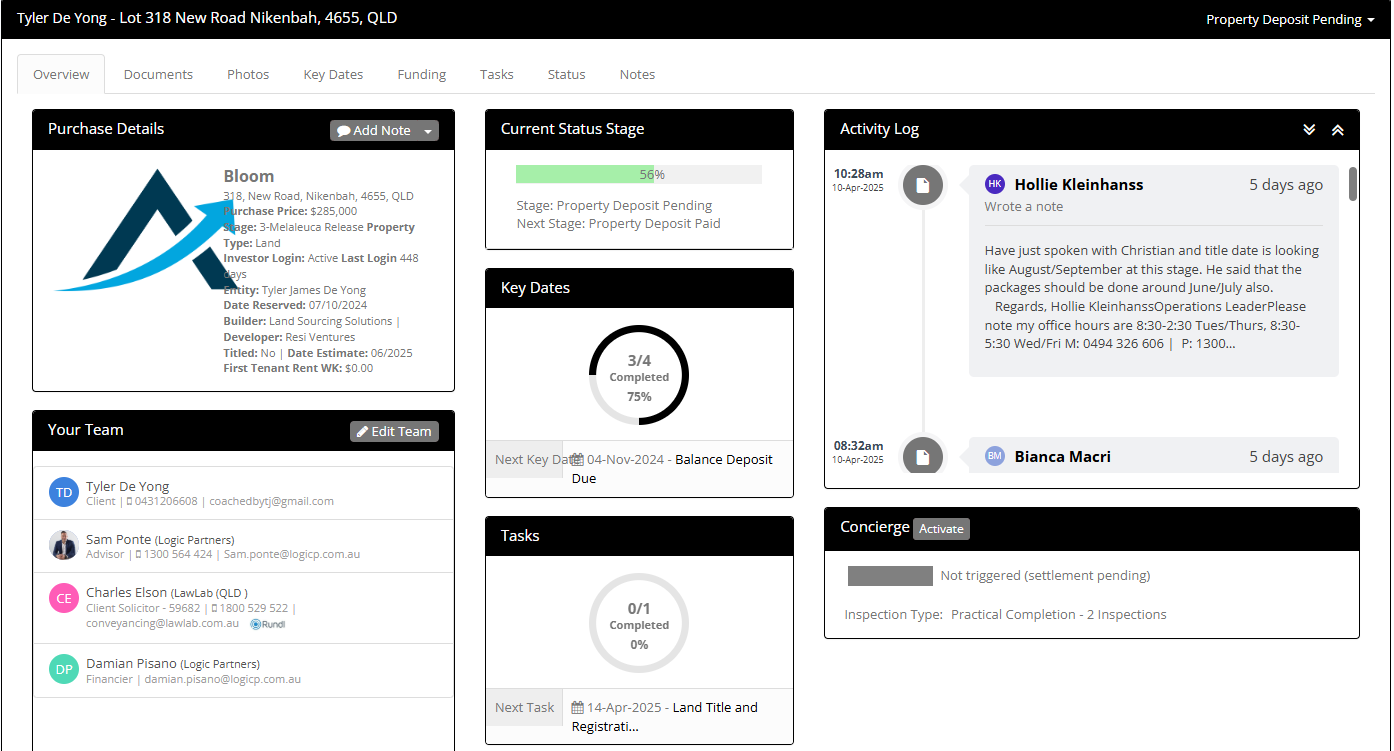 Tyler De Yong - Lot 318 New Road Nikenbah, 4655, QLD
Property Deposit Pending
Overview
Documents
Photos
Key Dates
Funding
Tasks
Status
Notes
Purchase Details
Add Note
Bloom
318, New Road, Nikenbah, 4655, QLD
Purchase Price: $285,000
Stage: 3-Melaleuca Release Property
Type: Land
Investor Login: Active Last Login 448
days
Entity: Tyler James De Yong
Date Reserved: 07/10/2024
Builder: Land Sourcing Solutions |
Developer: Resi Ventures
Titled: No | Date Estimate: 06/2025
First Tenant Rent WK: $0.00
Your Team
Edit Team
TD
Tyler De Yong
Client | 0431206608 | coachedbytj@gmail.com
Sam Ponte (Logic Partners)
Advisor | 1300 564 424 | Sam.ponte@logicp.com.au
CE
Charles Elson (LawLab (QLD )
Client Solicitor - 59682 | 1800 529 522 |
conveyancing@lawlab.com.au Rundl
DP
Damian Pisano (Logic Partners)
Financier | damian.pisano@logicp.com.au
Current Status Stage
56%
Stage: Property Deposit Pending
Next Stage: Property Deposit Paid
Key Dates
3/4
Completed
75%
Next Key Date
04-Nov-2024 - Balance Deposit
Due
Tasks
0/1
Completed
0%
Next Task
14-Apr-2025 - Land Title and
Registrati...
Activity Log
10:28am
10-Apr-2025
HK
Hollie Kleinhanss
5 days ago
Wrote a note
Have just spoken with Christian and title date is looking
like August/September at this stage. He said that the
packages should be done around June/July also.
Regards, Hollie KleinhanssOperations LeaderPlease
note my office hours are 8:30-2:30 Tues/Thurs, 8:30-
5:30 Wed/Fri M: 0494 326 606 | P: 1300...
08:32am
10-Apr-2025
BM
Bianca Macri
5 days ago
Concierge
Activate
Not triggered (settlement pending)
Inspection Type: Practical Completion - 2 Inspections